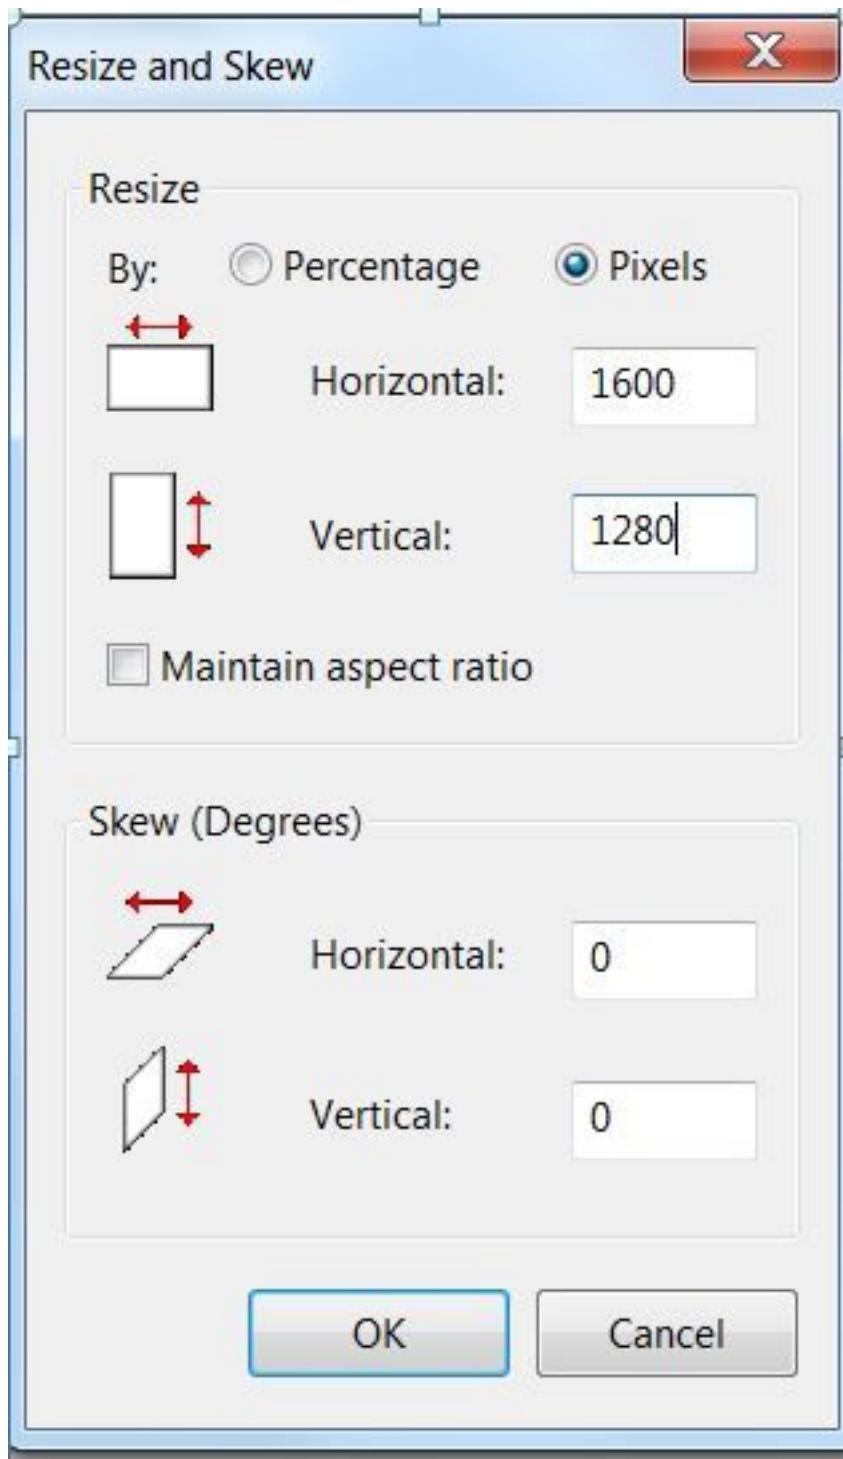 Resize and Skew
Resize
By: Percentage Pixels
Horizontal: 1600
Vertical: 1280
Maintain aspect ratio
Skew (Degrees)
Horizontal: 0
Vertical: 0
OK Cancel